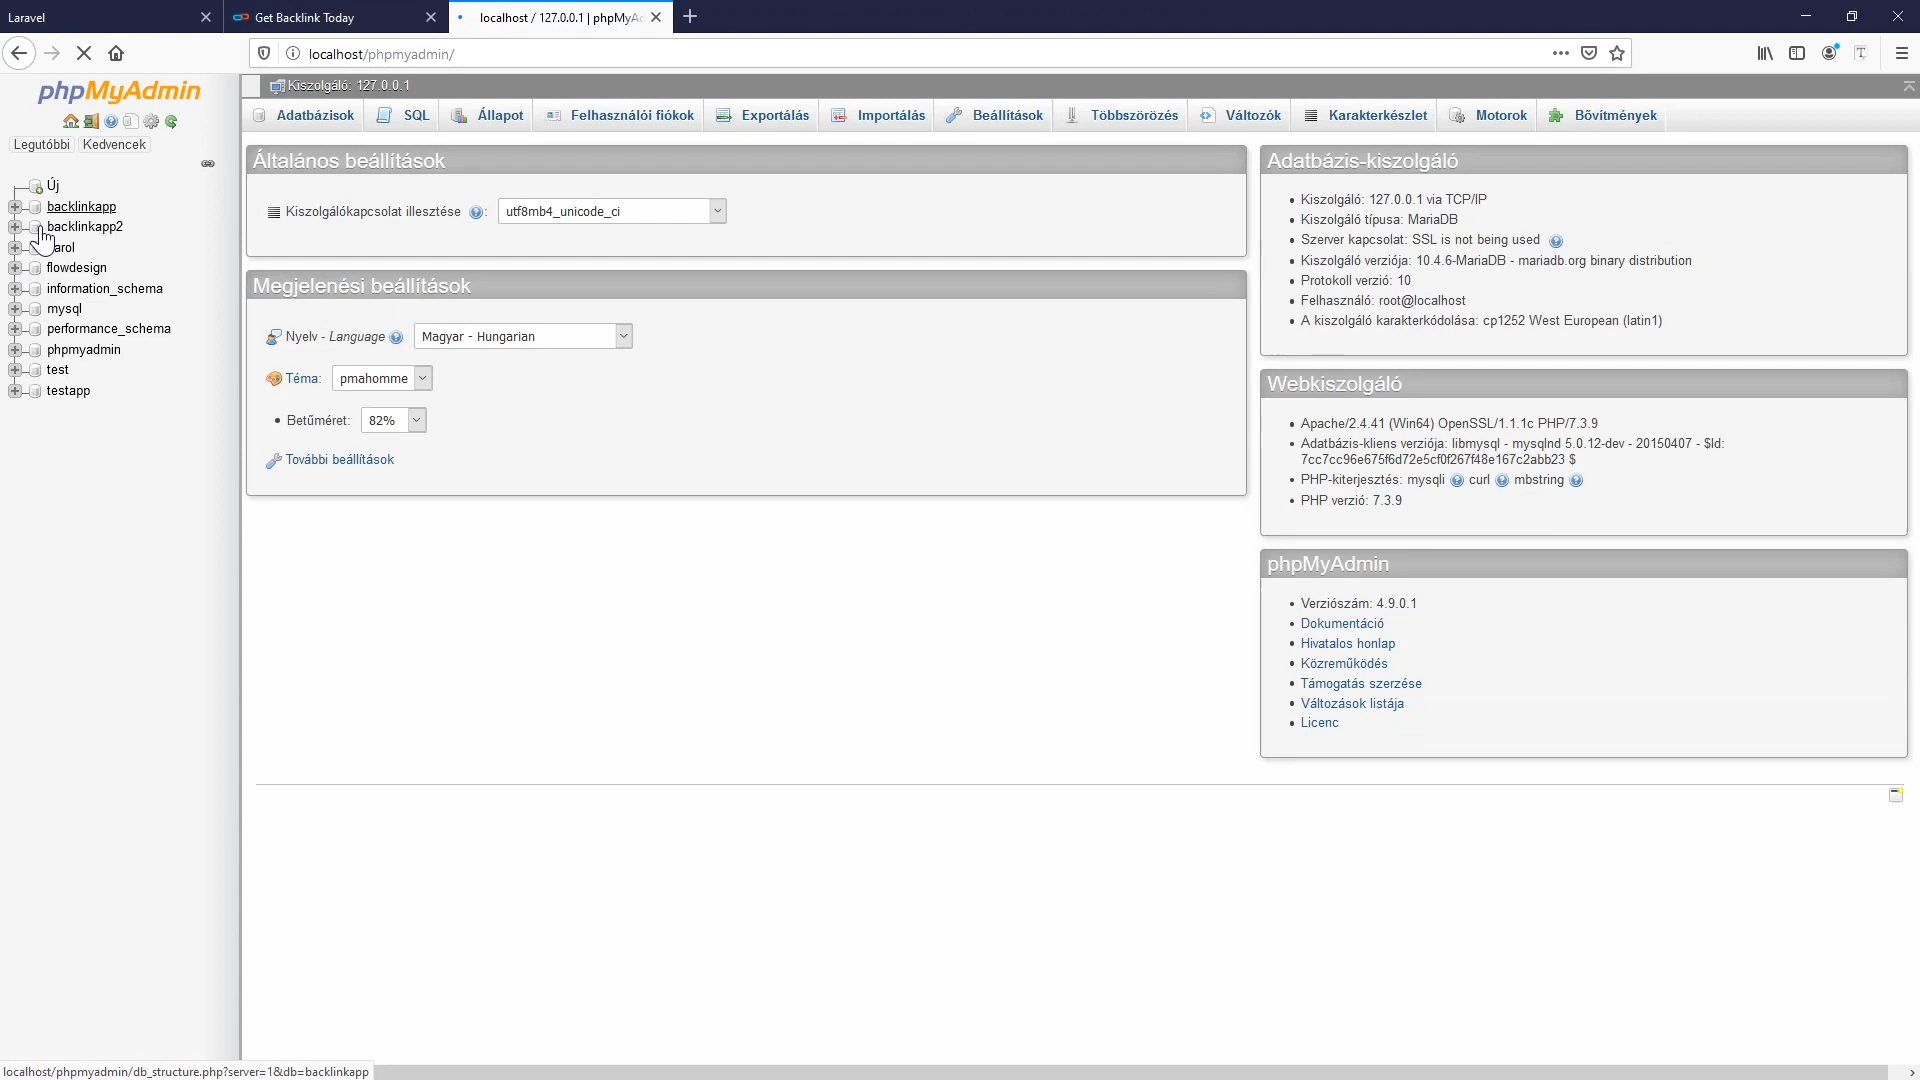 Laravel
Get Backlink Today
localhost / 127.0.0.1 | phpMyAd
localhost/phpmyadmin/
phpMyAdmin
Legutóbbi Kedvencek
Új
backlinkapp
backlinkapp2
arol
flowdesign
information_schema
mysql
performance_schema
phpmyadmin
test
testapp
Kiszolgáló: 127.0.0.1
Adatbázisok SQL Állapot Felhasználói fiókok Exportálás Importálás Beállítások Többszörözés Változók Karakterkészlet Motorok Bővítmények
Általános beállítások
Kiszolgálókapcsolat illesztése : utf8mb4_unicode_ci
Megjelenési beállítások
Nyelv - Language Magyar - Hungarian
Téma: pmahomme
• Betűméret: 82%
További beállítások
Adatbázis-kiszolgáló
• Kiszolgáló: 127.0.0.1 via TCP/IP
• Kiszolgáló típusa: MariaDB
• Szerver kapcsolat: SSL is not being used
• Kiszolgáló verziója: 10.4.6-MariaDB - mariadb.org binary distribution
• Protokoll verzió: 10
• Felhasználó: root@localhost
• A kiszolgáló karakterkódolása: cp1252 West European (latin1)
Webkiszolgáló
• Apache/2.4.41 (Win64) OpenSSL/1.1.1c PHP/7.3.9
• Adatbázis-kliens verziója: libmysql - mysqlnd 5.0.12-dev - 20150407 - $Id:
7cc7cc96e675f6d72e5cf0f267f48e167c2abb23 $
• PHP-kiterjesztés: mysqli curl mbstring
• PHP verzió: 7.3.9
phpMyAdmin
• Verziószám: 4.9.0.1
• Dokumentáció
• Hivatalos honlap
• Közreműködés
• Támogatás szerzése
• Változások listája
• Licenc
localhost/phpmyadmin/db_structure.php?server=1&db=backlinkapp